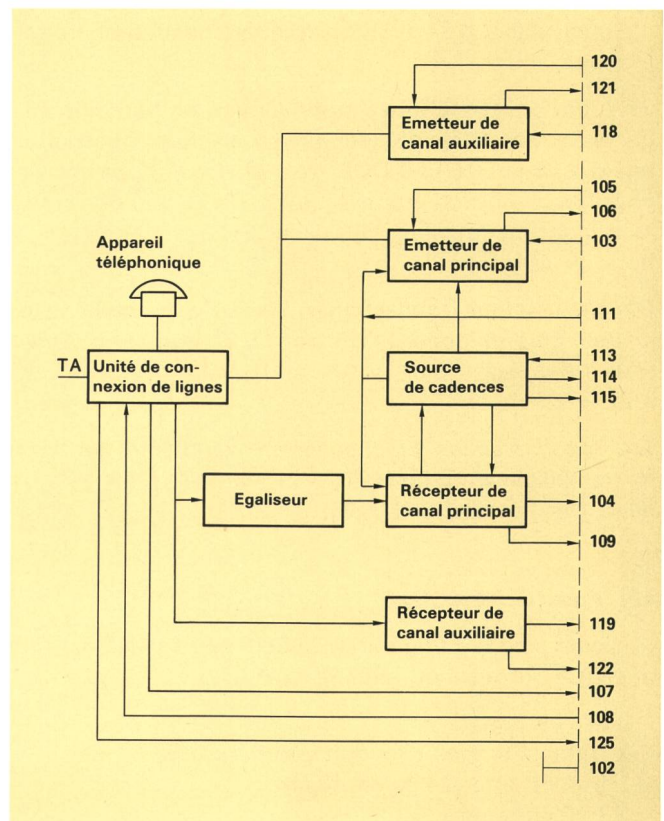 120
121
Emetteur de
canal auxiliaire
118
105
106
Emetteur de
canal principal
103
Appareil
téléphonique
111
TA
Unité de con-
nexion de lignes
Source
de cadences
113
114
115
Egaliseur
Récepteur de
canal principal
104
109
Récepteur de
canal auxiliaire
119
122
107
108
125
102